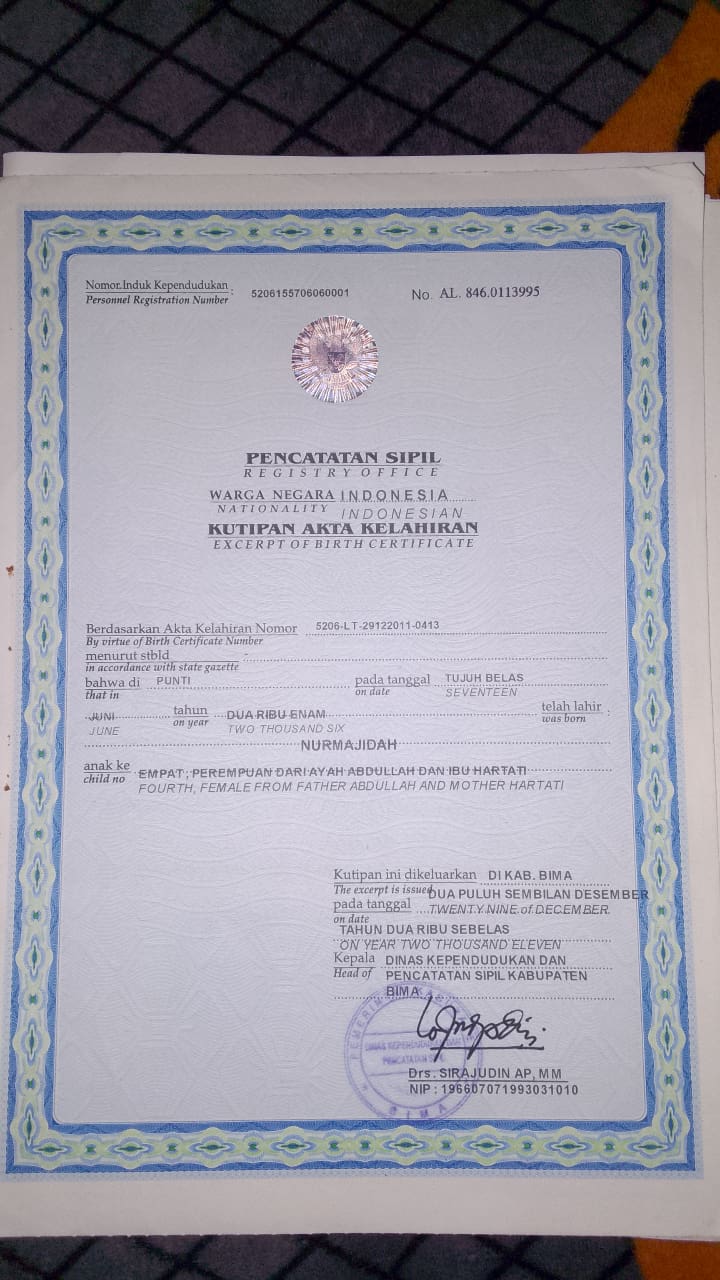 Nomor Induk Kependudukan : 5206155706060001 No. AL. 846.0113995
Personnel Registration Number
PENCATATAN SIPIL
REGISTRY OFFICE
WARGA NEGARA INDONESIA
NATIONALITY INDONESIAN
KUTIPAN AKTA KELAHIRAN
EXCERPT OF BIRTH CERTIFICATE
Berdasarkan Akta Kelahiran Nomor 5206-LT-29122011-0413
By virtue of Birth Certificate Number
menurut stbld -
in accordance with state gazette
bahwa di PUNTI pada tanggal TUJUH BELAS
that in on date SEVENTEEN
JUNI tahun DUA RIBU ENAM telah lahir :
JUNE on year TWO THOUSAND SIX was born
NURMAJIDAH
anak ke EMPAT ; PEREMPUAN DARI AYAH ABDULLAH DAN IBU HARTATI
child no FOURTH, FEMALE FROM FATHER ABDULLAH AND MOTHER HARTATI
Kutipan ini dikeluarkan DI KAB. BIMA
The excerpt is issued DUA PULUH SEMBILAN DESEMBER
pada tanggal TWENTY NINE of DECEMBER
on date
TAHUN DUA RIBU SEBELAS
ON YEAR TWO THOUSAND ELEVEN
Kepala DINAS KEPENDUDUKAN DAN
Head of PENCATATAN SIPIL KABUPATEN
BIMA
DINAS KEPENDUDUKAN DAN
PENCATATAN SIPIL
BIMA
Drs. SIRAJUDIN AP, MM
NIP : 196607071993031010